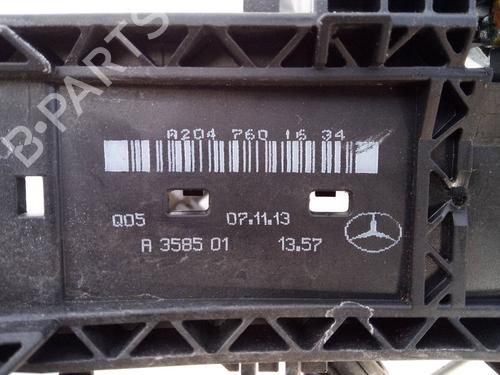 B-PARTS
A204 760 16 34
Q05 07.11.13
A 3585 01 13.57